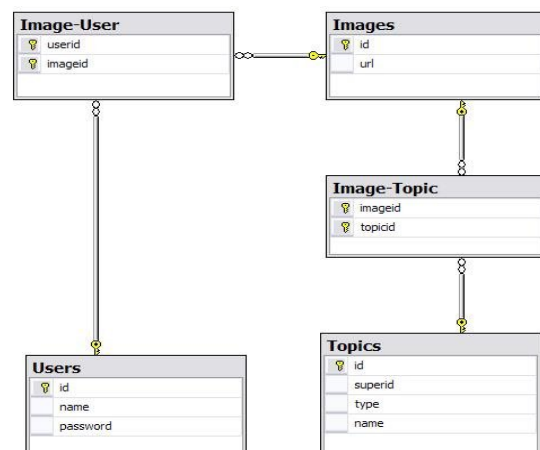 Image-User
userid
imageid
Images
id
url
Image-Topic
imageid
topicid
Users
id
name
password
Topics
id
superid
type
name